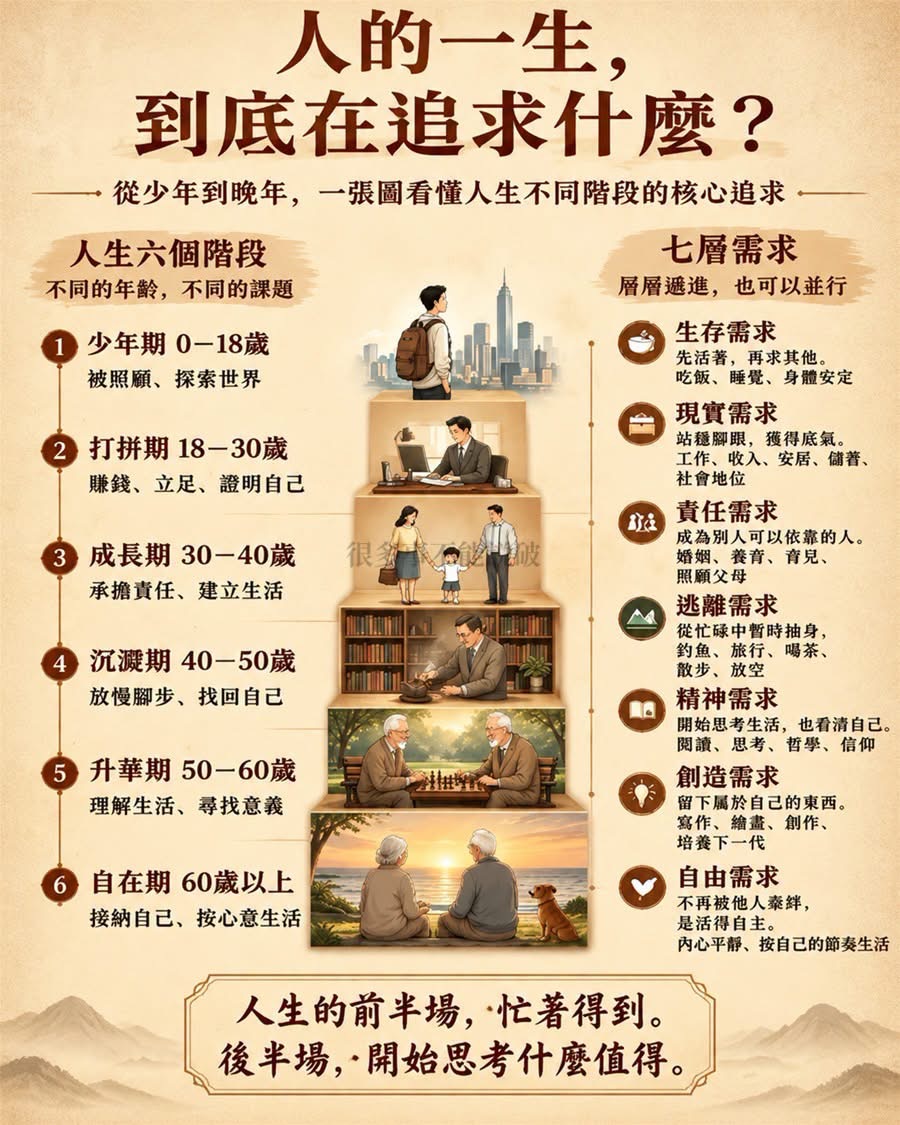 人的一生，
到底在追求什麼？
從少年到晚年，一張圖看懂人生不同階段的核心追求
人生六個階段
不同的年齡，不同的課題
1 少年期 0－18歲
被照顧、探索世界
2 打拼期 18－30歲
賺錢、立足、證明自己
3 成長期 30－40歲
承擔責任、建立生活
4 沉澱期 40－50歲
放慢腳步、找回自己
5 升華期 50－60歲
理解生活、尋找意義
6 自在期 60歲以上
接納自己、按心意生活
很多事不能說破
七層需求
層層遞進，也可以並行
生存需求
先活著，再求其他。
吃飯、睡覺、身體安定
現實需求
站穩腳跟，獲得底氣。
工作、收入、安居、儲蓄、
社會地位
責任需求
成為別人可以依靠的人。
婚姻、養育、育兒、
照顧父母
逃離需求
從忙碌中暫時抽身，
釣魚、旅行、喝茶、
散步、放空
精神需求
開始思考生活，也看清自己。
閱讀、思考、哲學、信仰
創造需求
留下屬於自己的東西。
寫作、繪畫、創作、
培養下一代
自由需求
不再被他人絆，
是活得自主。
內心平靜、按自己的節奏生活
人生的前半場，忙著得到。
後半場，開始思考什麼值得。